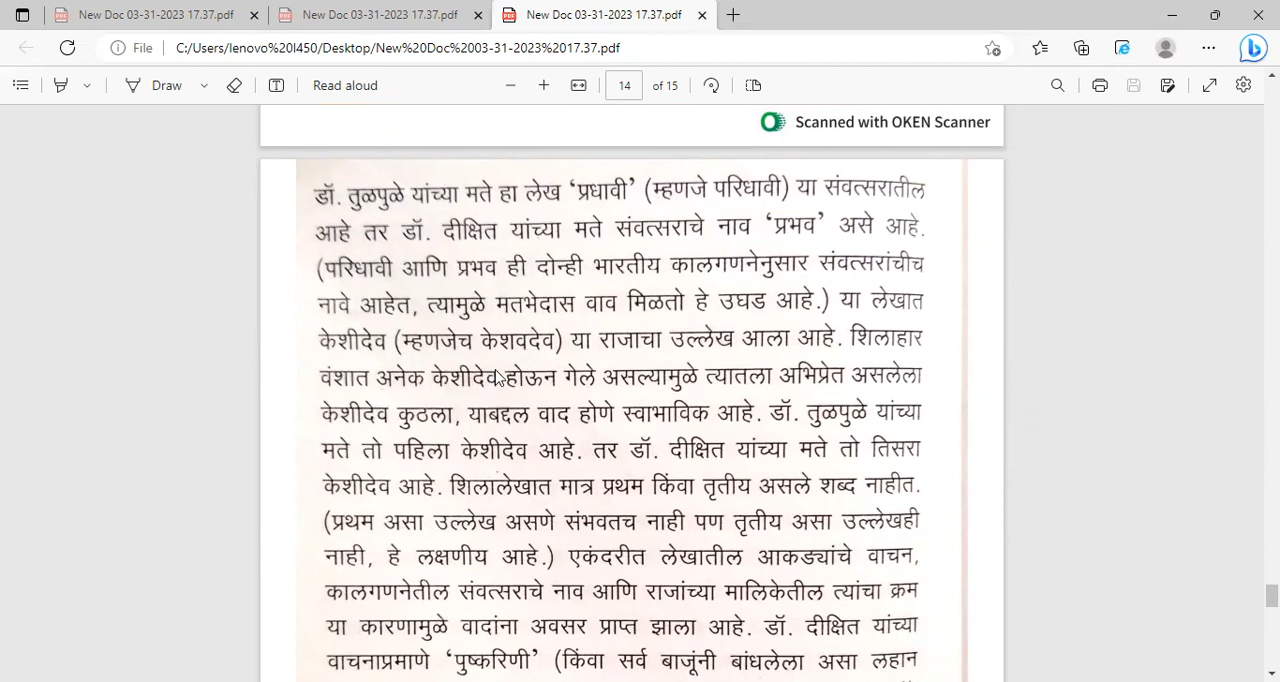 New Doc 03-31-2023 17.37.pdf New Doc 03-31-2023 17.37.pdf New Doc 03-31-2023 17.37.pdf
File C:/Users/lenovo%20l450/Desktop/New%20Doc%2003-31-2023%2017.37.pdf
Draw Read aloud 14 of 15
Scanned with OKEN Scanner
डॉ. तुळपुळे यांच्या मते हा लेख ‘प्रधावी’ (म्हणजे परिधावी) या संवत्सरातील
आहे तर डॉ. दीक्षित यांच्या मते संवत्सराचे नाव ‘प्रभव’ असे आहे.
(परिधावी आणि प्रभव ही दोन्ही भारतीय कालगणनेनुसार संवत्सरांचीच
नावे आहेत, त्यामुळे मतभेदास वाव मिळतो हे उघड आहे.) या लेखात
केशीदेव (म्हणजेच केशवदेव) या राजाचा उल्लेख आला आहे. शिलाहार
वंशात अनेक केशीदेव होऊन गेले असल्यामुळे त्यातला अभिप्रेत असलेला
केशीदेव कुठला, याबद्दल वाद होणे स्वाभाविक आहे. डॉ. तुळपुळे यांच्या
मते तो पहिला केशीदेव आहे. तर डॉ. दीक्षित यांच्या मते तो तिसरा
केशीदेव आहे. शिलालेखात मात्र प्रथम किंवा तृतीय असले शब्द नाहीत.
(प्रथम असा उल्लेख असणे संभवतच नाही पण तृतीय असा उल्लेखही
नाही, हे लक्षणीय आहे.) एकंदरीत लेखातील आकड्यांचे वाचन,
कालगणनेतील संवत्सराचे नाव आणि राजांच्या मालिकेतील त्यांचा क्रम
या कारणामुळे वादांना अवसर प्राप्त झाला आहे. डॉ. दीक्षित यांच्या
वाचनाप्रमाणे ‘पुष्करिणी’ (किंवा सर्व बाजूंनी बांधलेला असा लहान